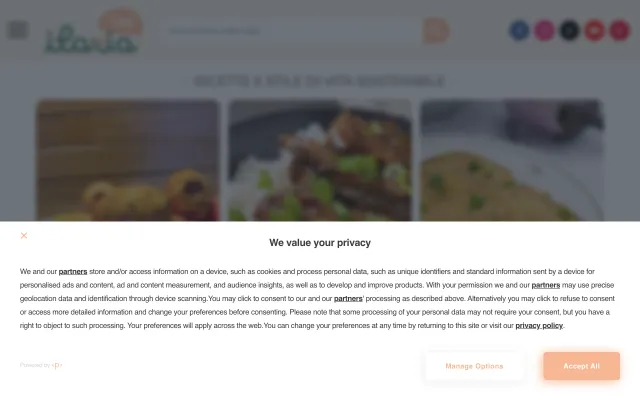 ilaria
RICETTE E STILE DI VITA SOSTENIBILE
We value your privacy
We and our partners store and/or access information on a device, such as cookies and process personal data, such as unique identifiers and standard information sent by a device for
personalised ads and content, ad and content measurement, and audience insights, as well as to develop and improve products. With your permission we and our partners may use precise
geolocation data and identification through device scanning.You may click to consent to our and our partners' processing as described above. Alternatively you may click to refuse to consent
or access more detailed information and change your preferences before consenting. Please note that some processing of your personal data may not require your consent, but you have a
right to object to such processing. Your preferences will apply across the web.You can change your preferences at any time by returning to this site or visit our privacy policy.
Powered by
Manage Options
Accept All